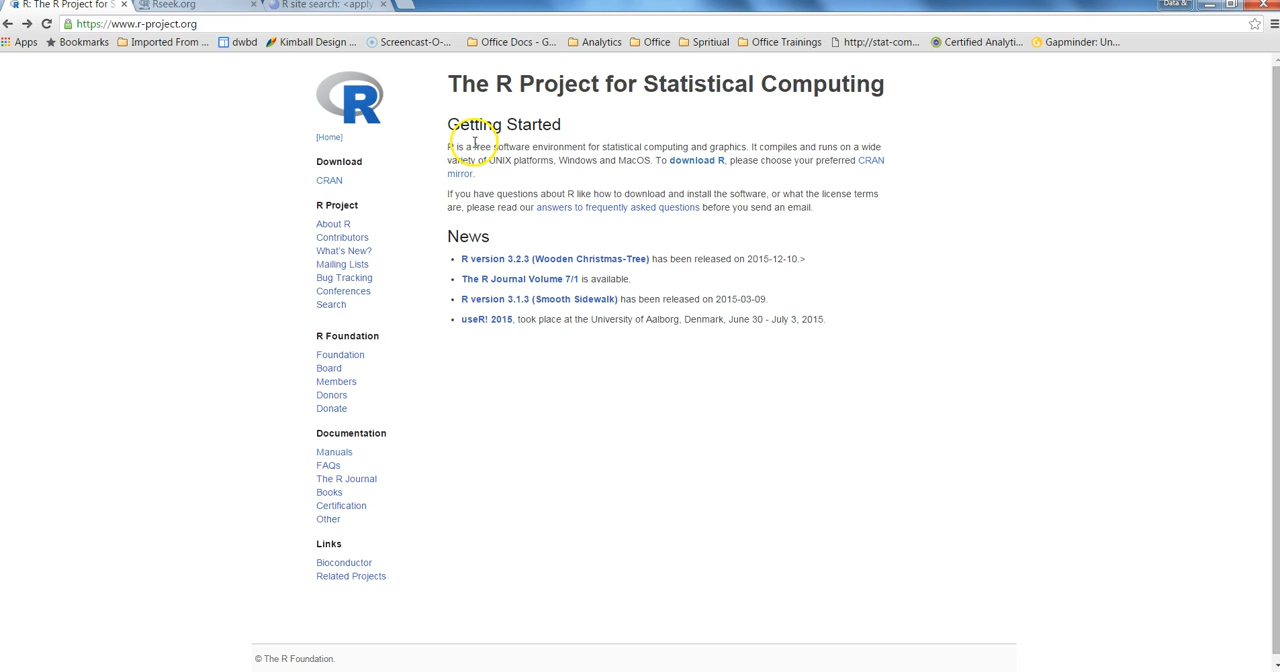 R: The R Project for S
Rseek.org
R site search: <apply
Data &
https://www.r-project.org
Apps
Bookmarks
Imported From ...
dwbd
Kimball Design ...
Screencast-O-...
Office Docs - G...
Analytics
Office
Spritiual
Office Trainings
http://stat-com...
Certified Analyti...
Gapminder: Un...
R
[Home]
Download
CRAN
R Project
About R
Contributors
What's New?
Mailing Lists
Bug Tracking
Conferences
Search
R Foundation
Foundation
Board
Members
Donors
Donate
Documentation
Manuals
FAQs
The R Journal
Books
Certification
Other
Links
Bioconductor
Related Projects
The R Project for Statistical Computing
Getting Started
R is a free software environment for statistical computing and graphics. It compiles and runs on a wide
variety of UNIX platforms, Windows and MacOS. To download R, please choose your preferred CRAN
mirror.
If you have questions about R like how to download and install the software, or what the license terms
are, please read our answers to frequently asked questions before you send an email.
News
R version 3.2.3 (Wooden Christmas-Tree) has been released on 2015-12-10.>
The R Journal Volume 7/1 is available.
R version 3.1.3 (Smooth Sidewalk) has been released on 2015-03-09.
useR! 2015, took place at the University of Aalborg, Denmark, June 30 - July 3, 2015.
© The R Foundation.